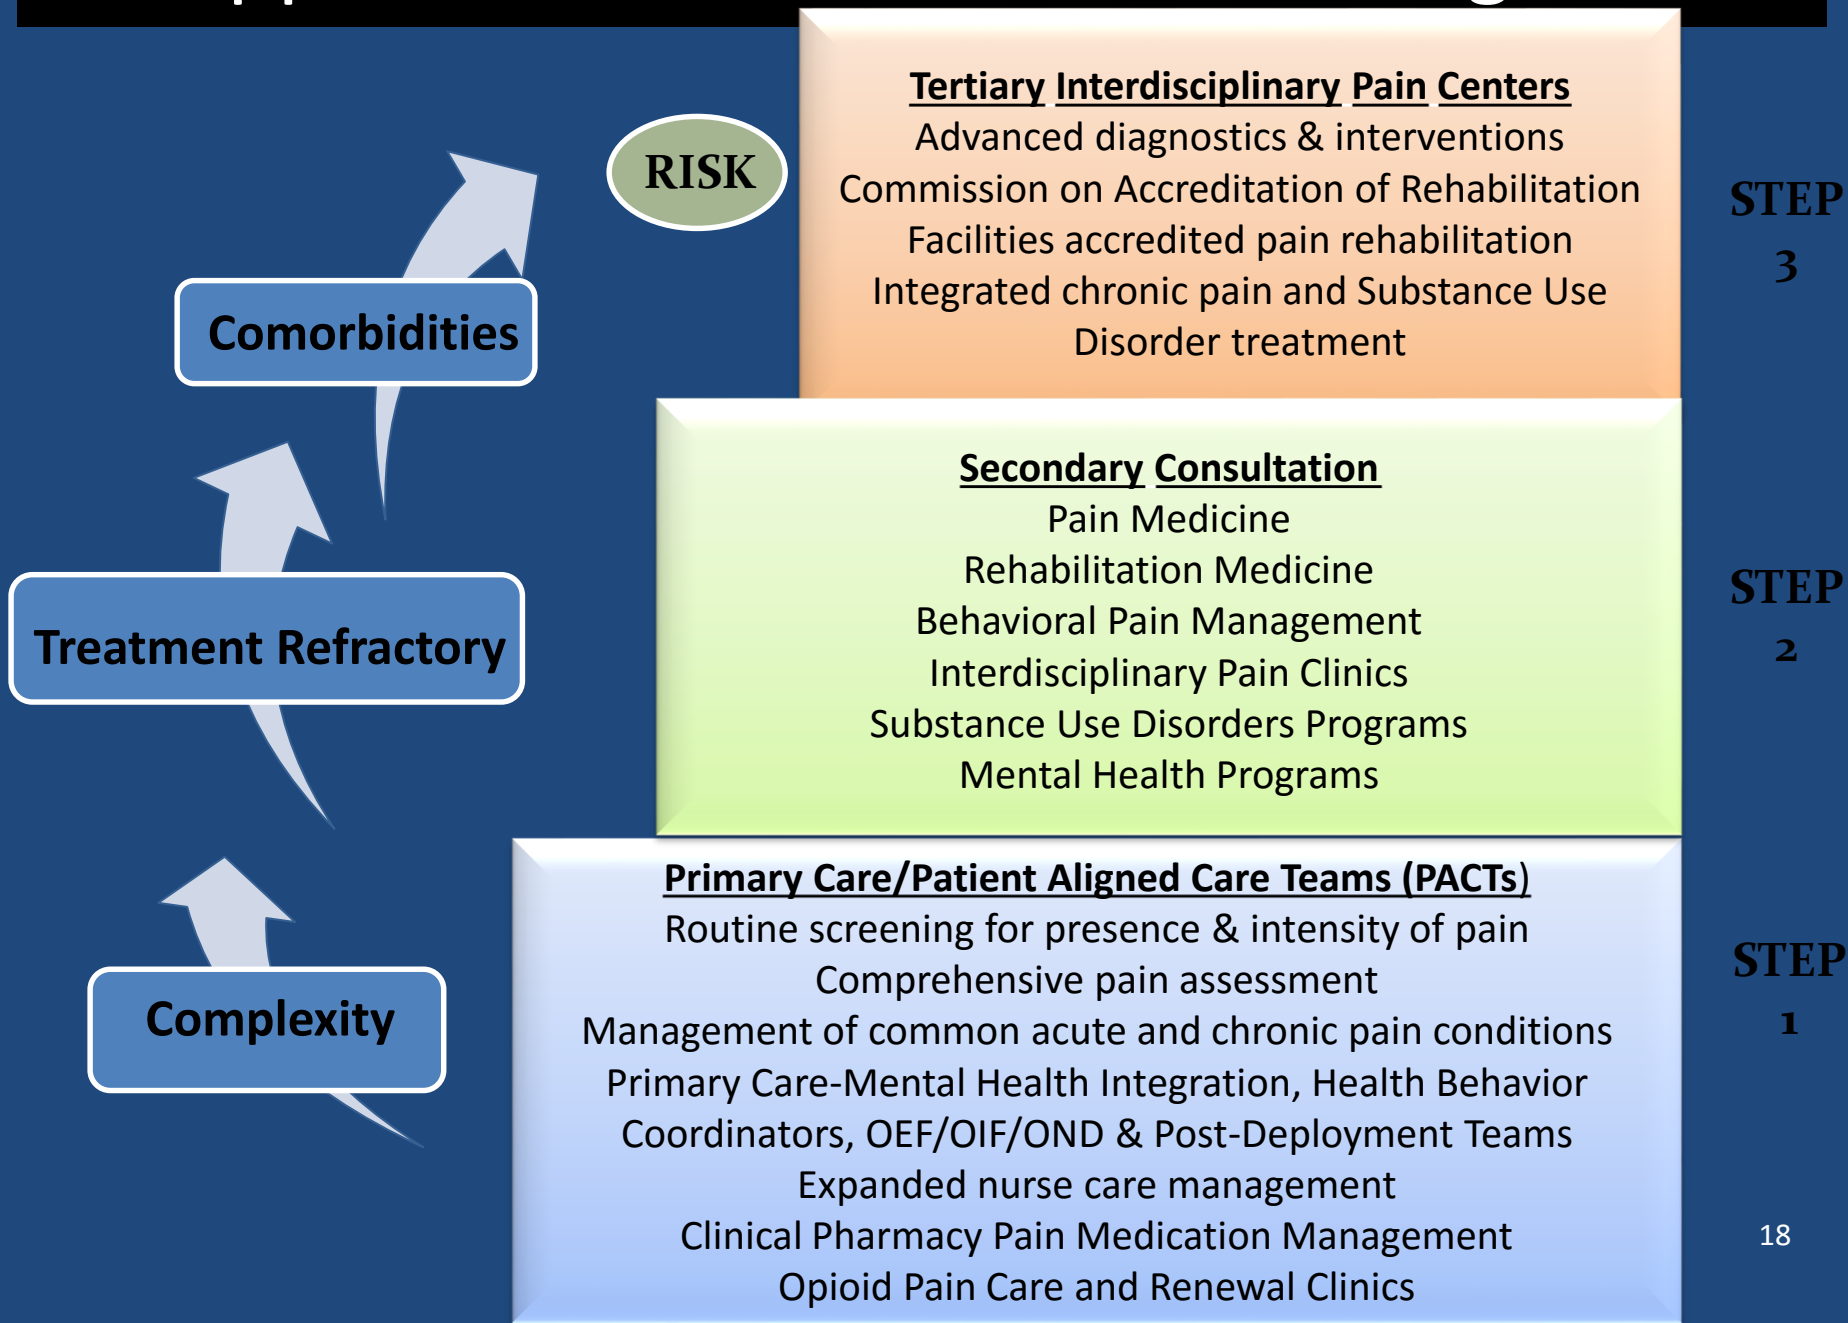 RISK
Comorbidities
Treatment Refractory
Complexity
Tertiary Interdisciplinary Pain Centers
Advanced diagnostics & interventions
Commission on Accreditation of Rehabilitation
Facilities accredited pain rehabilitation
Integrated chronic pain and Substance Use
Disorder treatment
STEP
3
Secondary Consultation
Pain Medicine
Rehabilitation Medicine
Behavioral Pain Management
Interdisciplinary Pain Clinics
Substance Use Disorders Programs
Mental Health Programs
STEP
2
Primary Care/Patient Aligned Care Teams (PACTs)
Routine screening for presence & intensity of pain
Comprehensive pain assessment
Management of common acute and chronic pain conditions
Primary Care-Mental Health Integration, Health Behavior
Coordinators, OEF/OIF/OND & Post-Deployment Teams
Expanded nurse care management
Clinical Pharmacy Pain Medication Management
Opioid Pain Care and Renewal Clinics
STEP
1
18